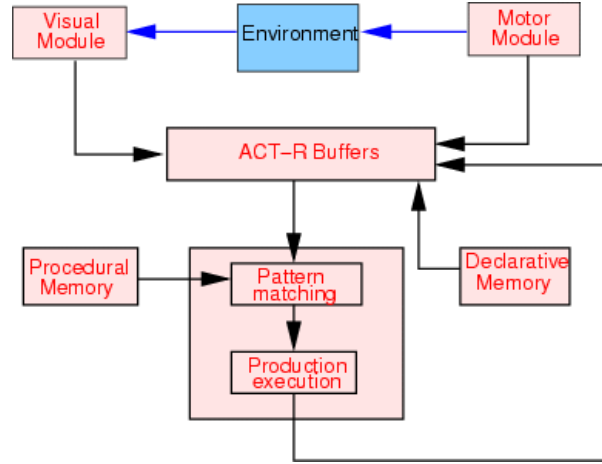 Visual
Module
Environment
Motor
Module
ACT−R Buffers
Procedural
Memory
Pattern
matching
Declarative
Memory
Production
execution